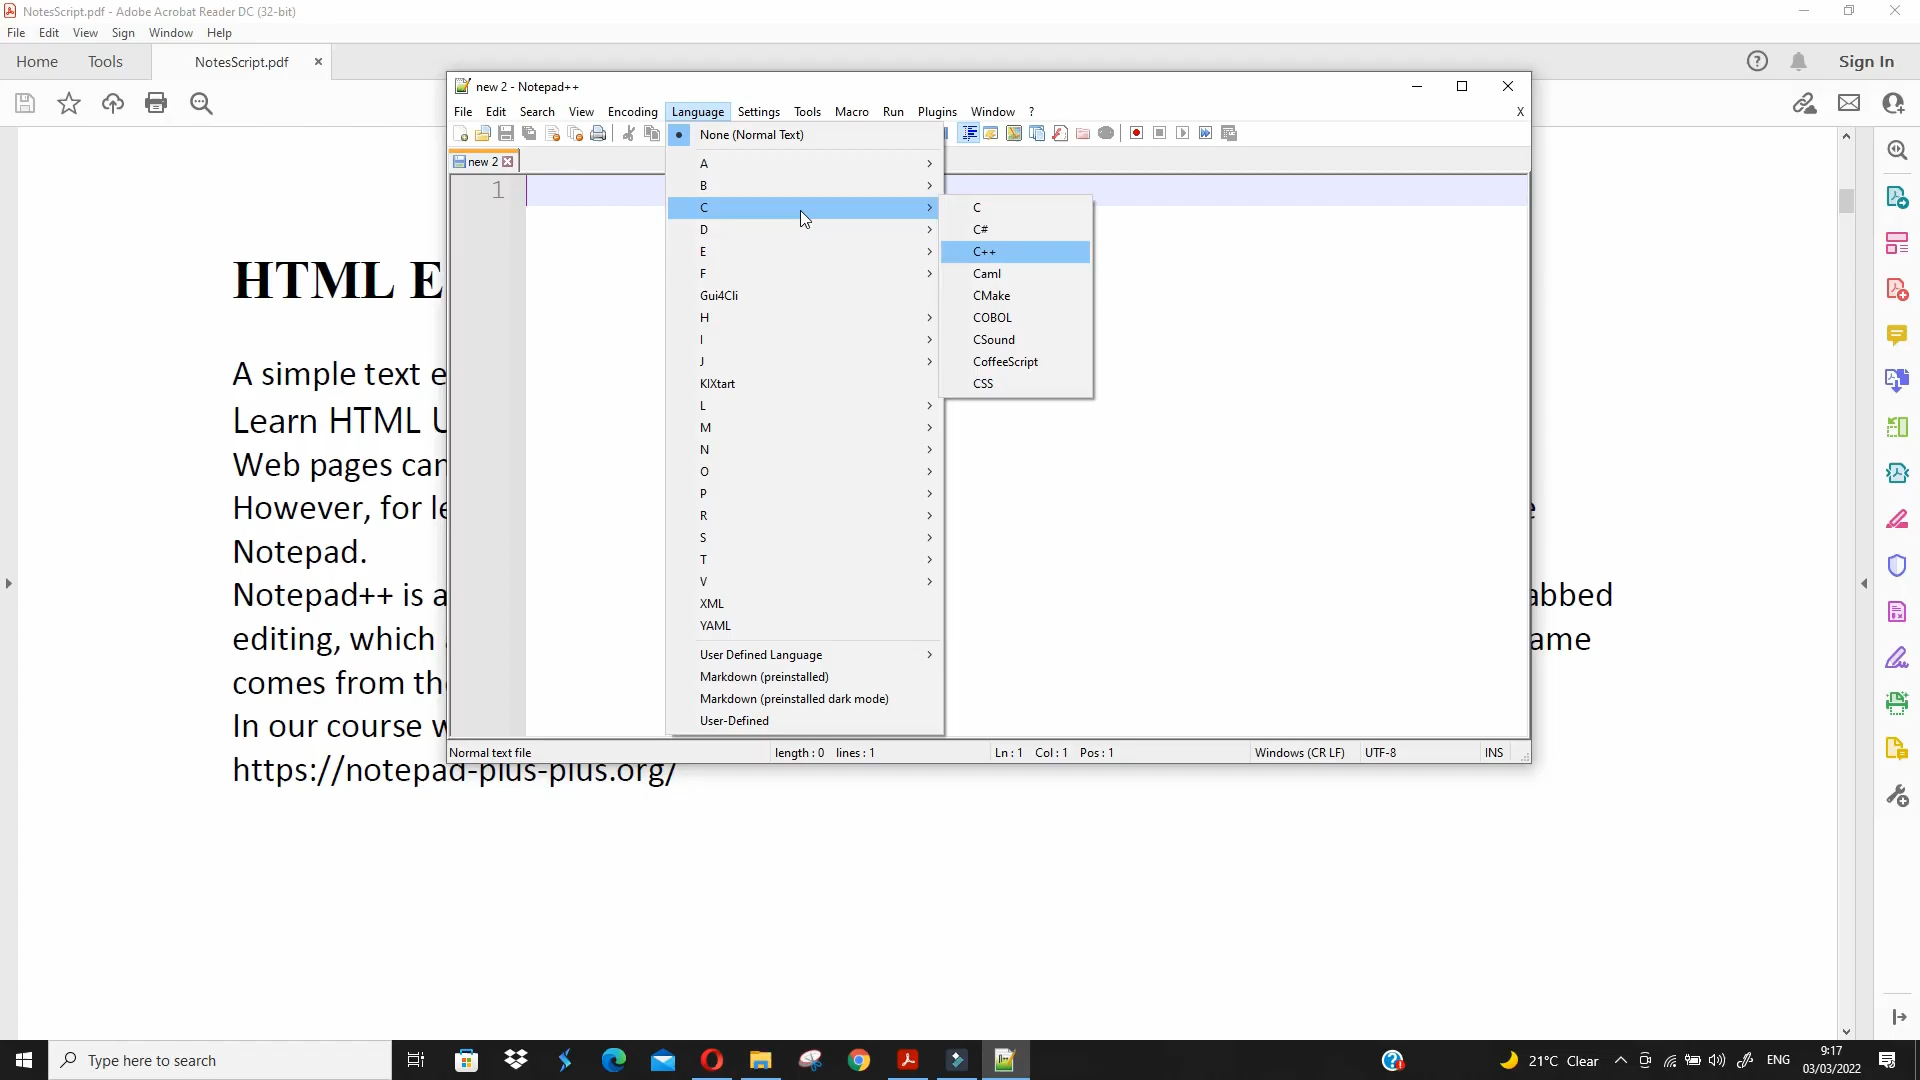 NotesScript.pdf - Adobe Acrobat Reader DC (32-bit)
File Edit View Sign Window Help
Home Tools NotesScript.pdf Sign In
new 2 - Notepad++
File Edit Search View Encoding Language Settings Tools Macro Run Plugins Window ? X
new 2
1
None (Normal Text)
A
B
C
D
E
F
Gui4Cli
H
I
J
KIXtart
L
M
N
O
P
R
S
T
V
XML
YAML
User Defined Language
Markdown (preinstalled)
Markdown (preinstalled dark mode)
User-Defined
C
C#
C++
Caml
CMake
COBOL
CSound
CoffeeScript
CSS
Normal text file length : 0 lines : 1 Ln : 1 Col : 1 Pos : 1 Windows (CR LF) UTF-8 INS
HTML E
A simple text e
Learn HTML U
Web pages can
However, for le e
Notepad.
Notepad++ is a abbed
editing, which ame
comes from the
In our course w
https://notepad-plus-plus.org/
Type here to search
21°C Clear ENG 9:17
03/03/2022